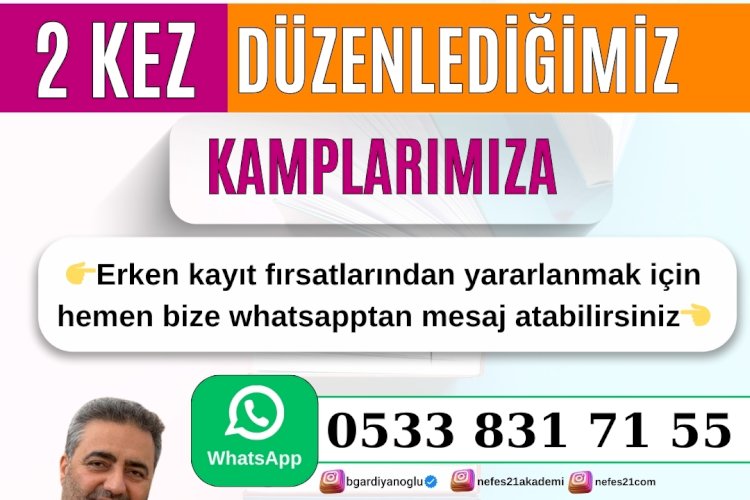 2 KEZ DÜZENLEDİĞİMİZ
KAMPLARIMIZA
👉Erken kayıt fırsatlarından yararlanmak için
hemen bize whatsapptan mesaj atabilirsiniz👈
WhatsApp
0533 831 71 55
bgardiyanoglu nefes21akademi nefes21com